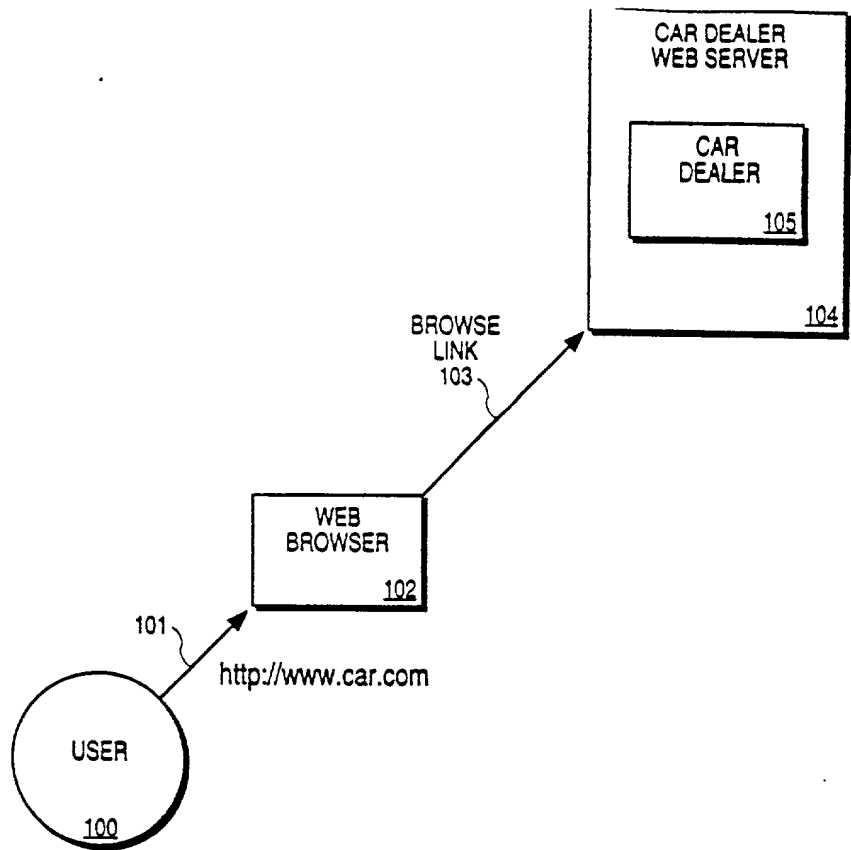 CAR DEALER
WEB SERVER
CAR
DEALER
105
104
BROWSE
LINK
103
WEB
BROWSER
102
101
http://www.car.com
USER
100